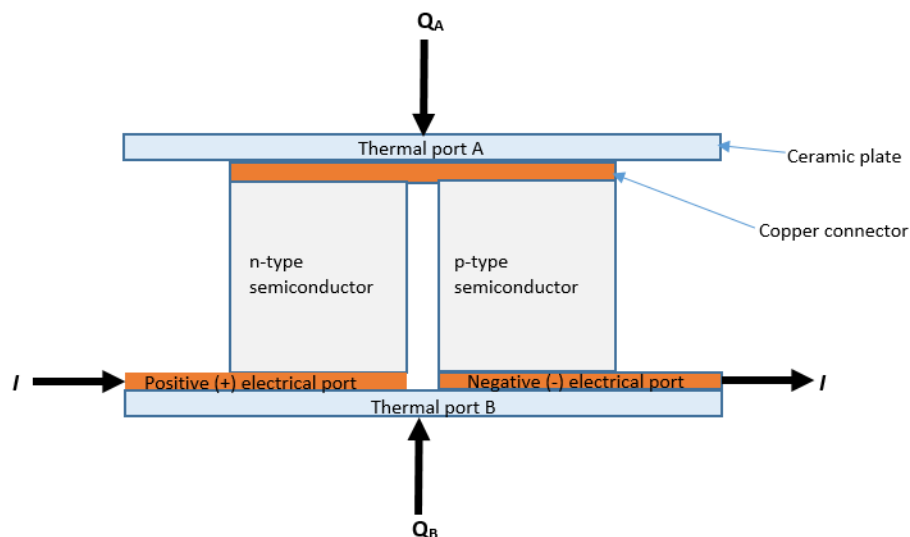 QA
Thermal port A
Ceramic plate
Copper connector
n-type
semiconductor
p-type
semiconductor
I
Positive (+) electrical port
Negative (-) electrical port
I
Thermal port B
QB